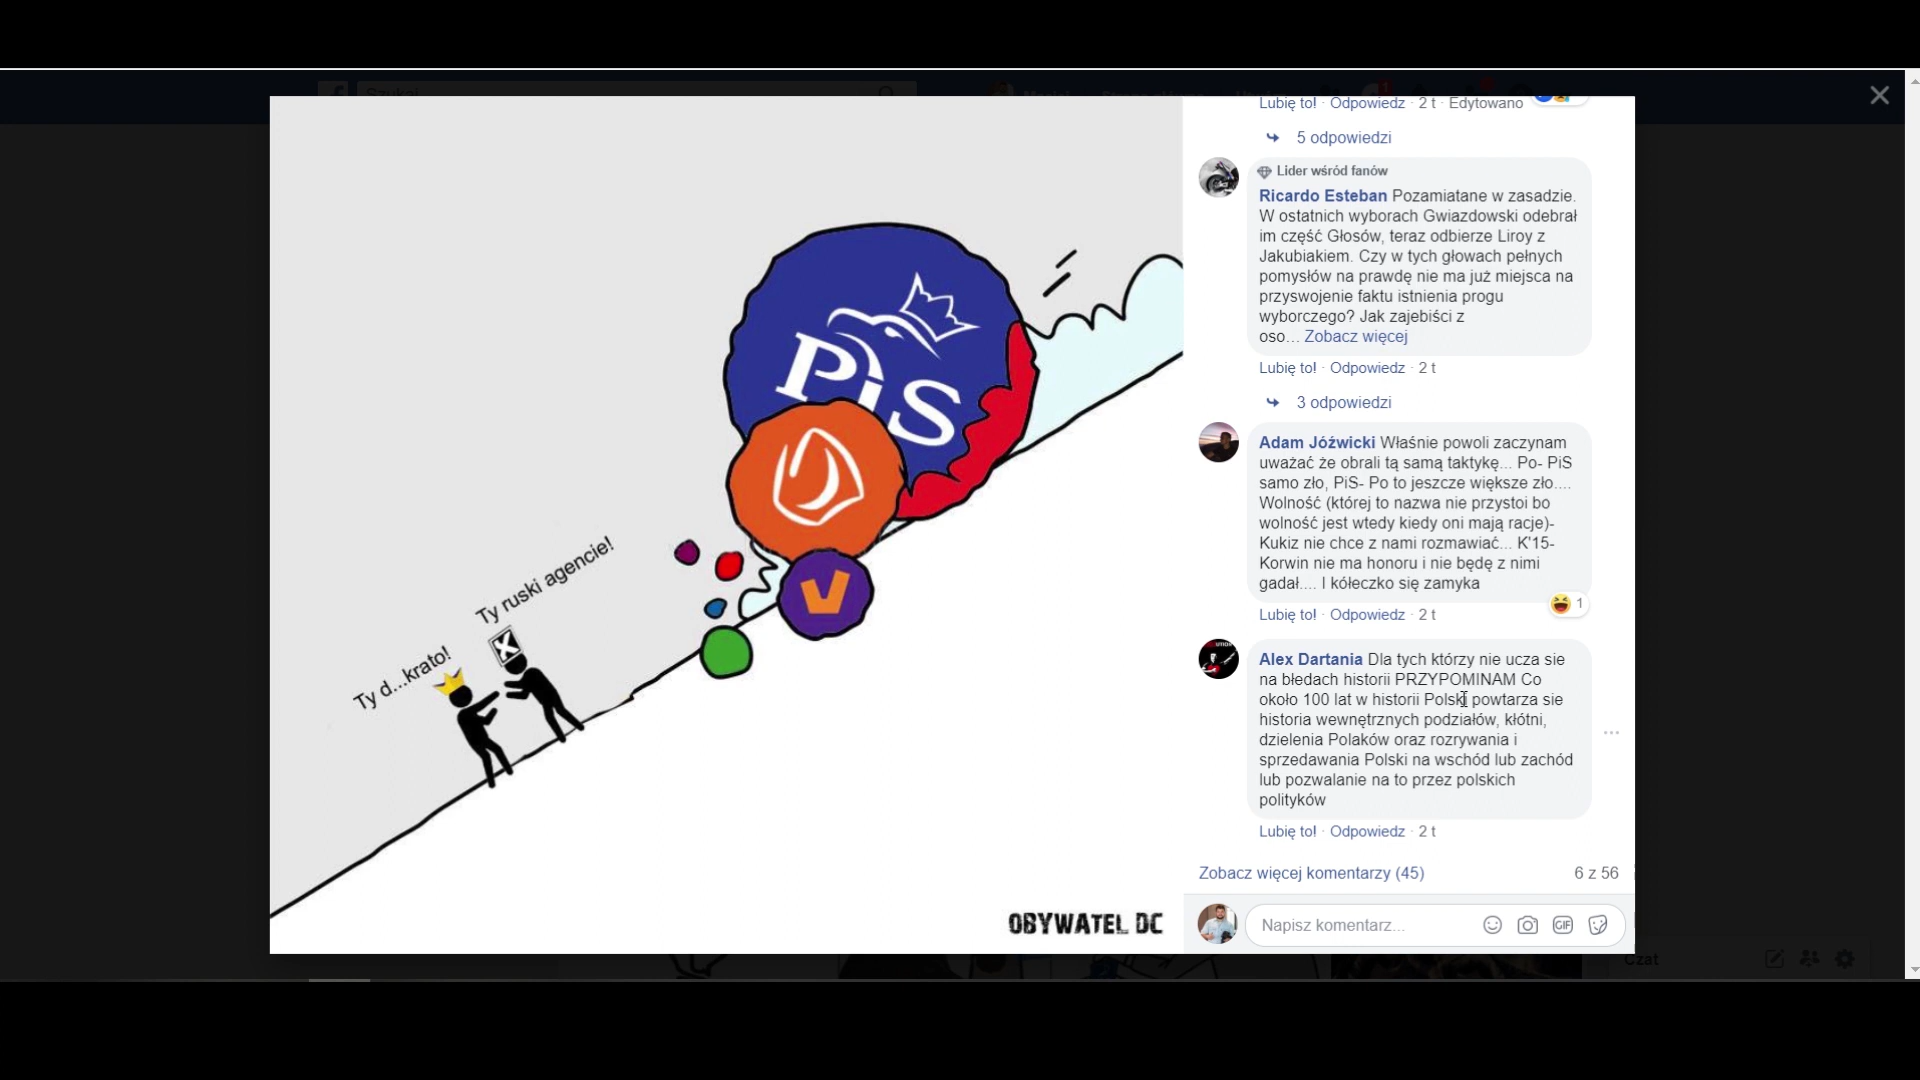 Lubię to! · Odpowiedz · 2 t · Edytowano
5 odpowiedzi
Lider wśród fanów
Ricardo Esteban Pozamiatane w zasadzie.
W ostatnich wyborach Gwiazdowski odebrał
im część Głosów, teraz odbierze Liroy z
Jakubiakiem. Czy w tych głowach pełnych
pomysłów na prawdę nie ma już miejsca na
przyswojenie faktu istnienia progu
wyborczego? Jak zajebiści z
oso... Zobacz więcej
Lubię to! · Odpowiedz · 2 t
3 odpowiedzi
Adam Jóźwicki Właśnie powoli zaczynam
uważać że obrali tą samą taktykę... Po- PiS
samo zło, PiS- Po to jeszcze większe zło....
Wolność (której to nazwa nie przystoi bo
wolność jest wtedy kiedy oni mają racje)-
Kukiz nie chce z nami rozmawiać... K'15-
Korwin nie ma honoru i nie będę z nimi
gadał.... I kółeczko się zamyka
1
Lubię to! · Odpowiedz · 2 t
Alex Dartania Dla tych którzy nie ucza sie
na błedach historii PRZYPOMINAM Co
około 100 lat w historii Polski powtarza sie
historia wewnętrznych podziałów, kłótni,
dzielenia Polaków oraz rozrywania i
sprzedawania Polski na wschód lub zachód
lub pozwalanie na to przez polskich
polityków
Lubię to! · Odpowiedz · 2 t
Zobacz więcej komentarzy (45)
6 z 56
Napisz komentarz...
GIF
Czat
PiS
Ty ruski agencie!
Ty d...krato!
OBYWATEL DC